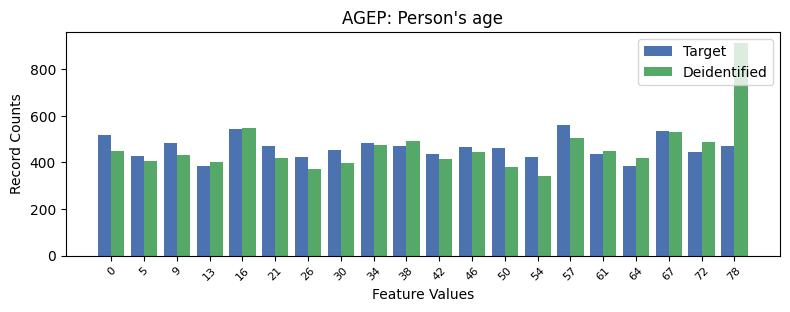 AGEP: Person's age
Record Counts
800
600
400
200
0
Target
Deidentified
0 5 9 13 16 21 26 30 34 38 42 46 50 54 57 61 64 67 72 78
Feature Values